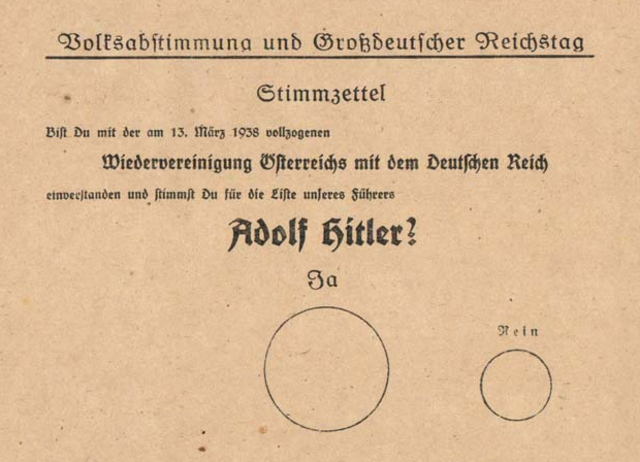 Volksabstimmung und Großdeutscher Reichstag
Stimmzettel
Bist Du mit der am 13. März 1938 vollzogenen
Wiedervereinigung Österreichs mit dem Deutschen Reich
einverstanden und stimmst Du für die Liste unseres Führers
Adolf Hitler?
Ja
Nein